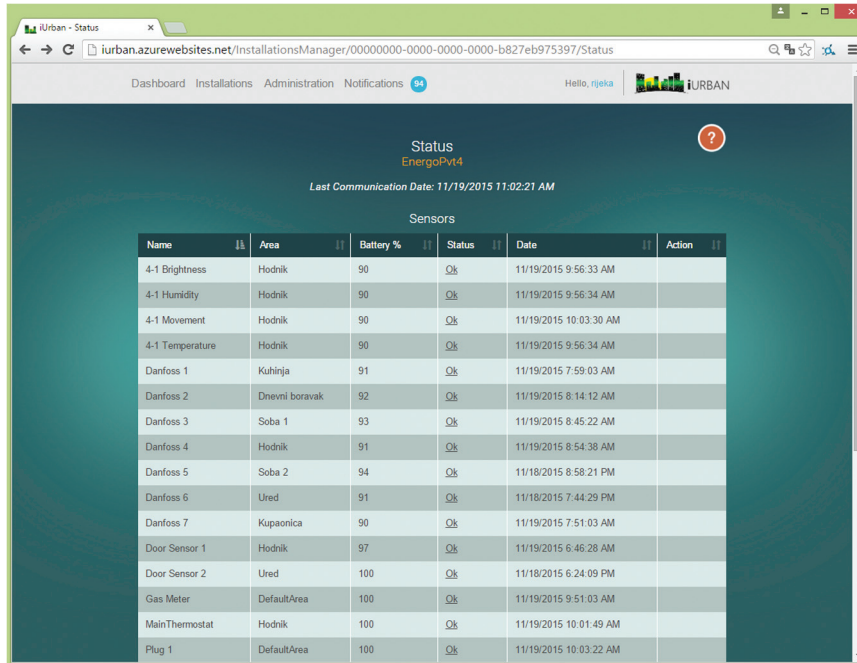 iUrban - Status
iurban.azurewebsites.net/InstallationsManager/00000000-0000-0000-0000-b827eb975397/Status
Dashboard Installations Administration Notifications 94 Hello, rijeka iURBAN
?
Status
EnergoPvt4
Last Communication Date: 11/19/2015 11:02:21 AM
Sensors
Name Area Battery % Status Date Action
4-1 Brightness Hodnik 90 Ok 11/19/2015 9:56:33 AM
4-1 Humidity Hodnik 90 Ok 11/19/2015 9:56:34 AM
4-1 Movement Hodnik 90 Ok 11/19/2015 10:03:30 AM
4-1 Temperature Hodnik 90 Ok 11/19/2015 9:56:34 AM
Danfoss 1 Kuhinja 91 Ok 11/19/2015 7:59:03 AM
Danfoss 2 Dnevni boravak 92 Ok 11/19/2015 8:14:12 AM
Danfoss 3 Soba 1 93 Ok 11/19/2015 8:45:22 AM
Danfoss 4 Hodnik 91 Ok 11/19/2015 8:54:38 AM
Danfoss 5 Soba 2 94 Ok 11/18/2015 8:58:21 PM
Danfoss 6 Ured 91 Ok 11/18/2015 7:44:29 PM
Danfoss 7 Kupaonica 90 Ok 11/19/2015 7:51:03 AM
Door Sensor 1 Hodnik 97 Ok 11/19/2015 6:46:28 AM
Door Sensor 2 Ured 100 Ok 11/18/2015 6:24:09 PM
Gas Meter DefaultArea 100 Ok 11/19/2015 9:51:03 AM
MainThermostat Hodnik 100 Ok 11/19/2015 10:01:49 AM
Plug 1 DefaultArea 100 Ok 11/19/2015 10:03:22 AM